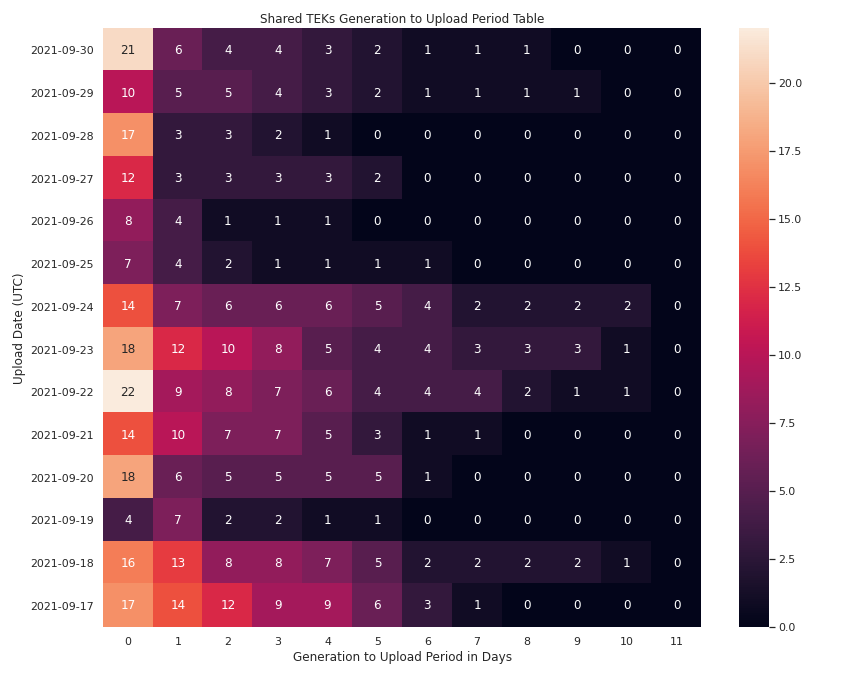 Shared TEKs Generation to Upload Period Table
Upload Date (UTC)
2021-09-30 21 6 4 4 3 2 1 1 1 0 0 0
2021-09-29 10 5 5 4 3 2 1 1 1 1 0 0
2021-09-28 17 3 3 2 1 0 0 0 0 0 0 0
2021-09-27 12 3 3 3 3 2 0 0 0 0 0 0
2021-09-26 8 4 1 1 1 0 0 0 0 0 0 0
2021-09-25 7 4 2 1 1 1 1 0 0 0 0 0
2021-09-24 14 7 6 6 6 5 4 2 2 2 2 0
2021-09-23 18 12 10 8 5 4 4 3 3 3 1 0
2021-09-22 22 9 8 7 6 4 4 4 2 1 1 0
2021-09-21 14 10 7 7 5 3 1 1 0 0 0 0
2021-09-20 18 6 5 5 5 5 1 0 0 0 0 0
2021-09-19 4 7 2 2 1 1 0 0 0 0 0 0
2021-09-18 16 13 8 8 7 5 2 2 2 2 1 0
2021-09-17 17 14 12 9 9 6 3 1 0 0 0 0
0 1 2 3 4 5 6 7 8 9 10 11
Generation to Upload Period in Days
20.0
17.5
15.0
12.5
10.0
7.5
5.0
2.5
0.0